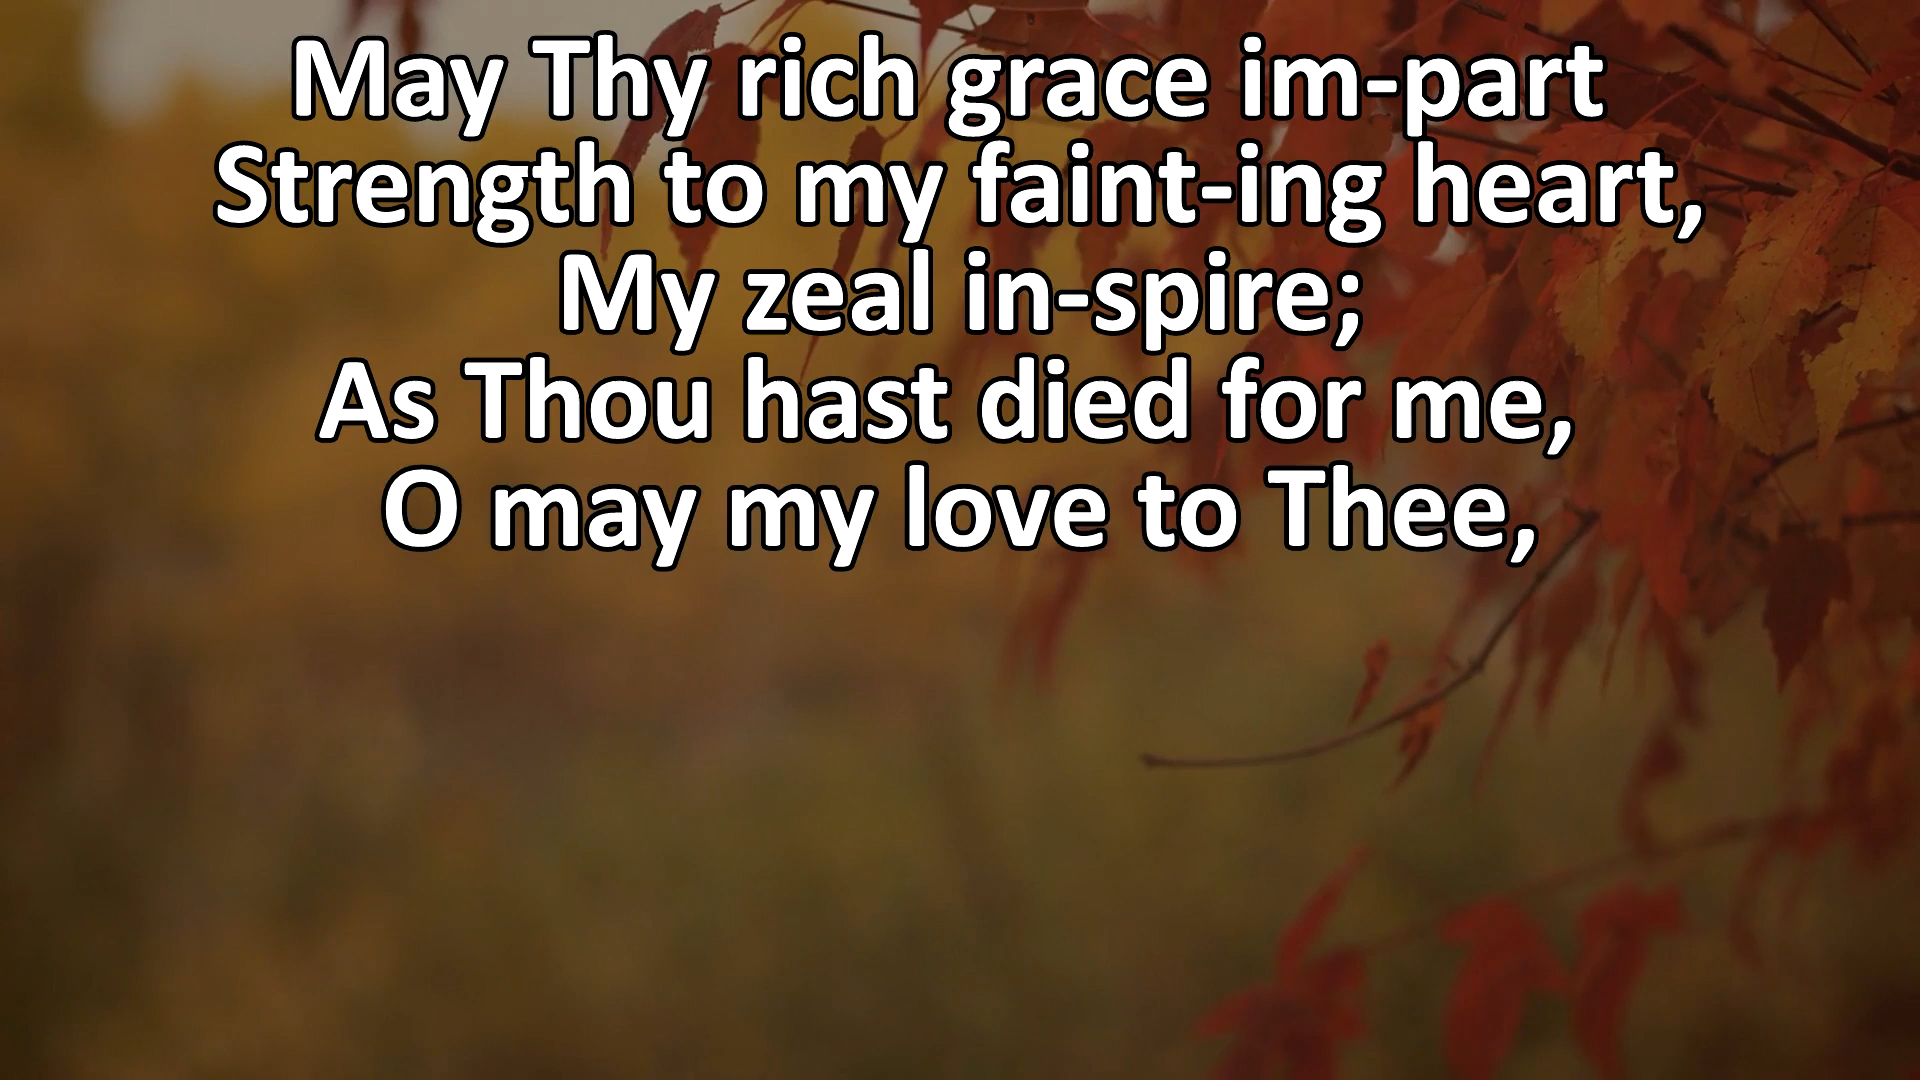 May Thy rich grace im-part
Strength to my faint-ing heart,
My zeal in-spire;
As Thou hast died for me,
O may my love to Thee,